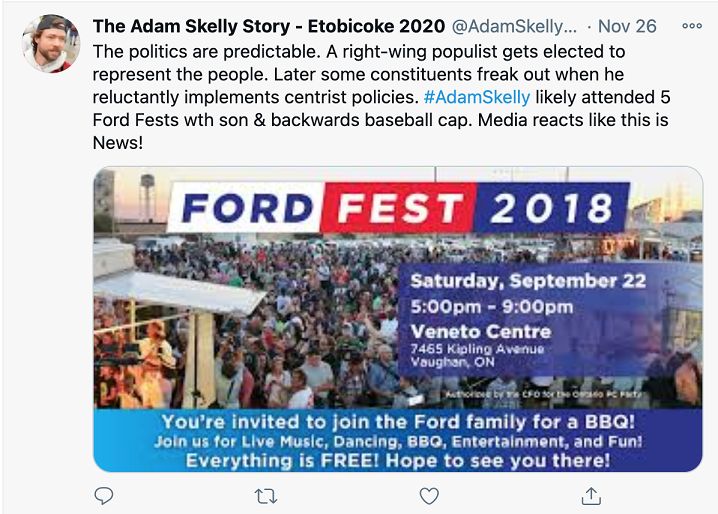 The Adam Skelly Story - Etobicoke 2020 @AdamSkelly... · Nov 26
The politics are predictable. A right-wing populist gets elected to
represent the people. Later some constituents freak out when he
reluctantly implements centrist policies. #AdamSkelly likely attended 5
Ford Fests wth son & backwards baseball cap. Media reacts like this is
News!
FORD FEST 2018
Saturday, September 22
5:00pm - 9:00pm
Veneto Centre
7465 Kipling Avenue
Vaughan, ON
Authorized by the CFO for the Ontario PC Party
You're invited to join the Ford family for a BBQ!
Join us for Live Music, Dancing, BBQ, Entertainment, and Fun!
Everything is FREE! Hope to see you there!